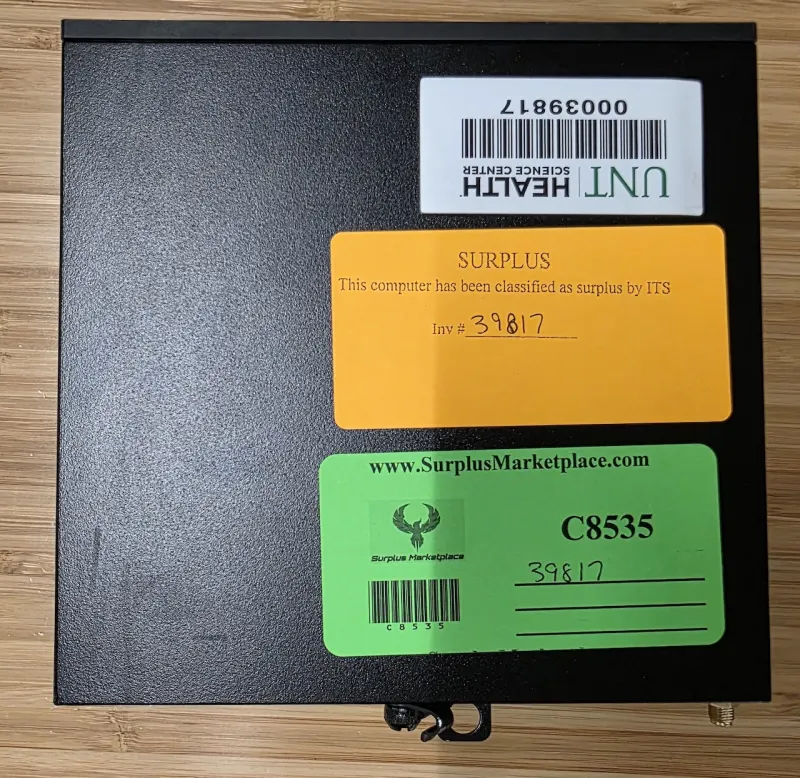 UNT HEALTH
SCIENCE CENTER
00039817
SURPLUS
This computer has been classified as surplus by ITS
Inv # 39817
www.SurplusMarketplace.com
C8535
Surplus Marketplace
39817
C8535